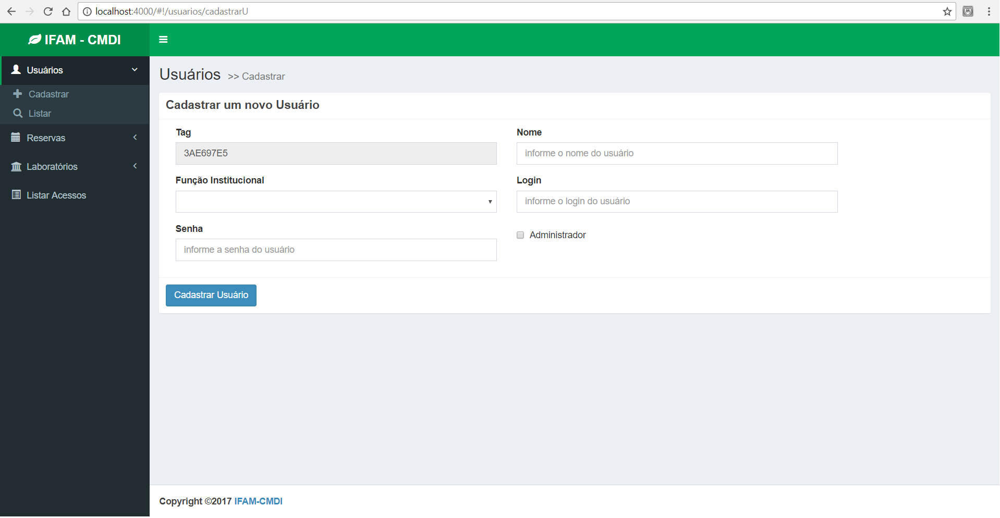 localhost:4000/#!/usuarios/cadastrarU
IFAM - CMDI
Usuários
Cadastrar
Listar
Reservas
Laboratórios
Listar Acessos
Usuários >> Cadastrar
Cadastrar um novo Usuário
Tag
Nome
3AE697E5
informe o nome do usuário
Função Institucional
Login
informe o login do usuário
Senha
Administrador
informe a senha do usuário
Cadastrar Usuário
Copyright ©2017 IFAM-CMDI